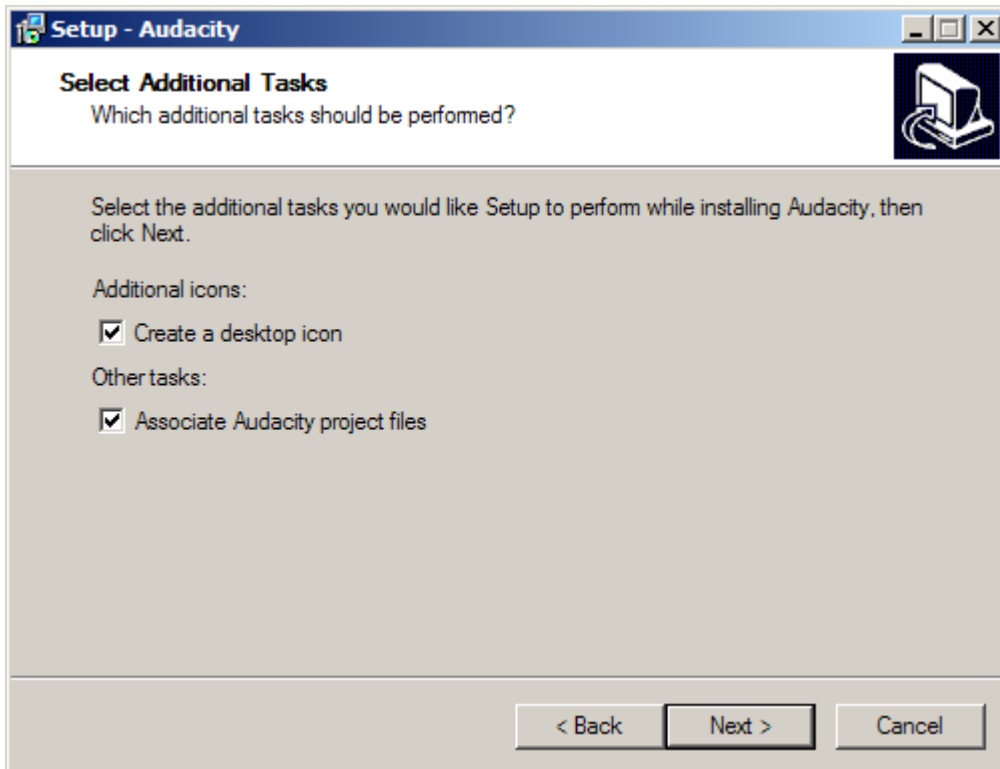 Setup - Audacity
Select Additional Tasks
Which additional tasks should be performed?
Select the additional tasks you would like Setup to perform while installing Audacity, then
click Next.
Additional icons:
Create a desktop icon
Other tasks:
Associate Audacity project files
< Back Next > Cancel